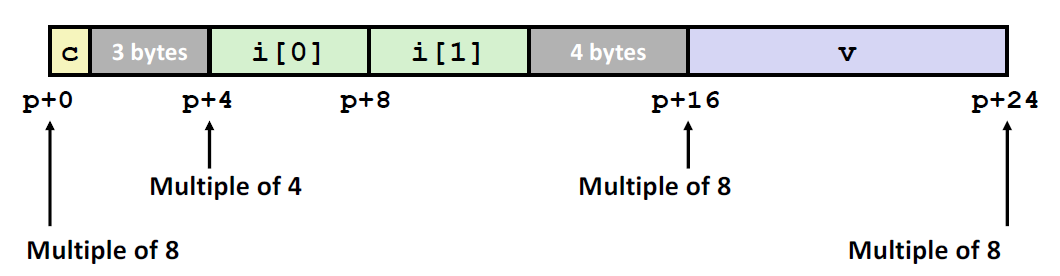 c 3 bytes i[0] i[1] 4 bytes v
p+0 p+4 p+8 p+16 p+24
Multiple of 4 Multiple of 8
Multiple of 8 Multiple of 8